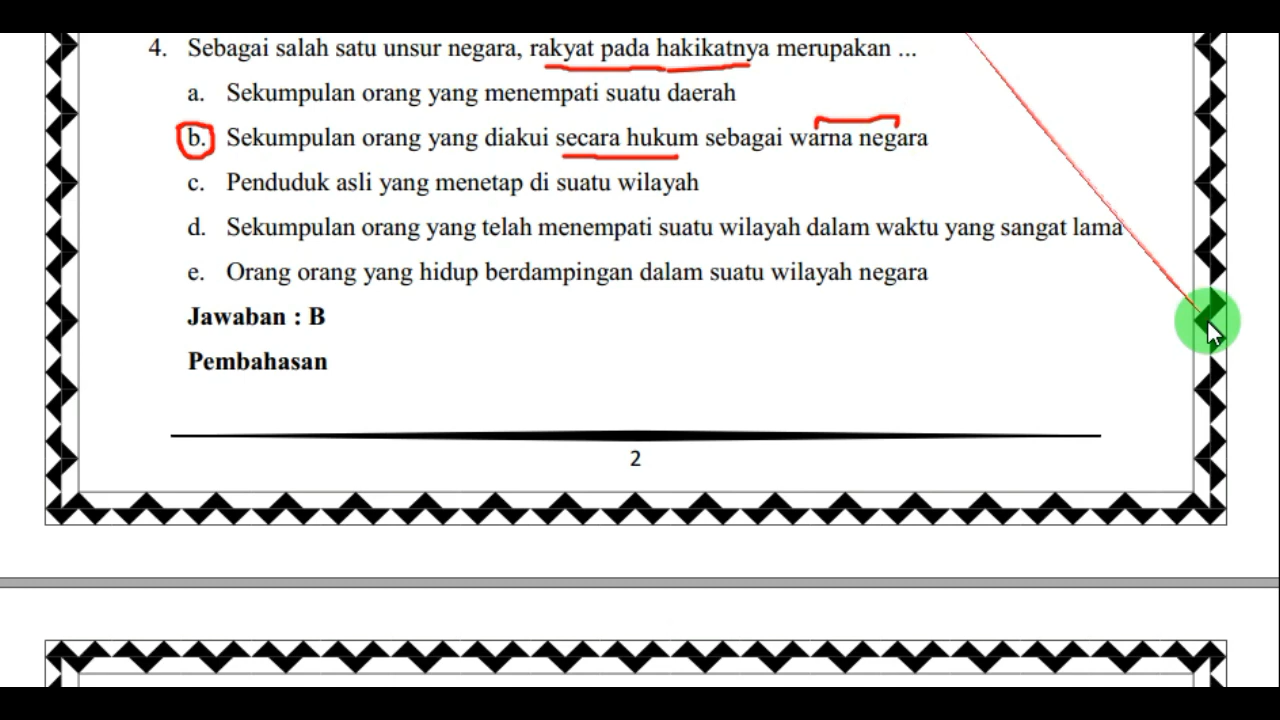 4. Sebagai salah satu unsur negara, rakyat pada hakikatnya merupakan ...
a. Sekumpulan orang yang menempati suatu daerah
b. Sekumpulan orang yang diakui secara hukum sebagai warna negara
c. Penduduk asli yang menetap di suatu wilayah
d. Sekumpulan orang yang telah menempati suatu wilayah dalam waktu yang sangat lama
e. Orang orang yang hidup berdampingan dalam suatu wilayah negara
Jawaban : B
Pembahasan
2